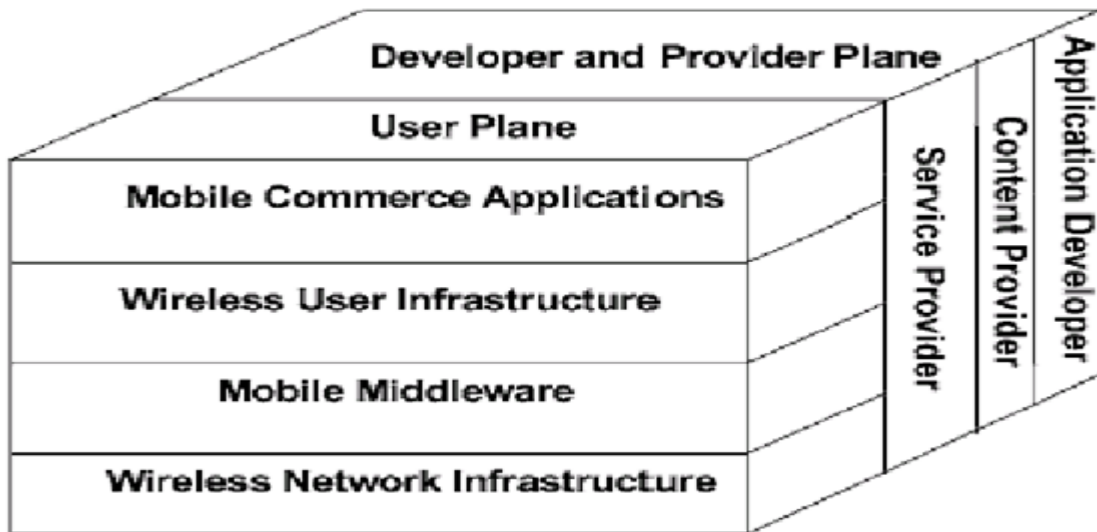 Developer and Provider Plane
User Plane
Mobile Commerce Applications
Wireless User Infrastructure
Mobile Middleware
Wireless Network Infrastructure
Service Provider
Content Provider
Application Developer